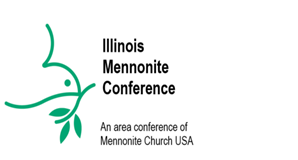 Illinois
Mennonite
Conference
An area conference of
Mennonite Church USA